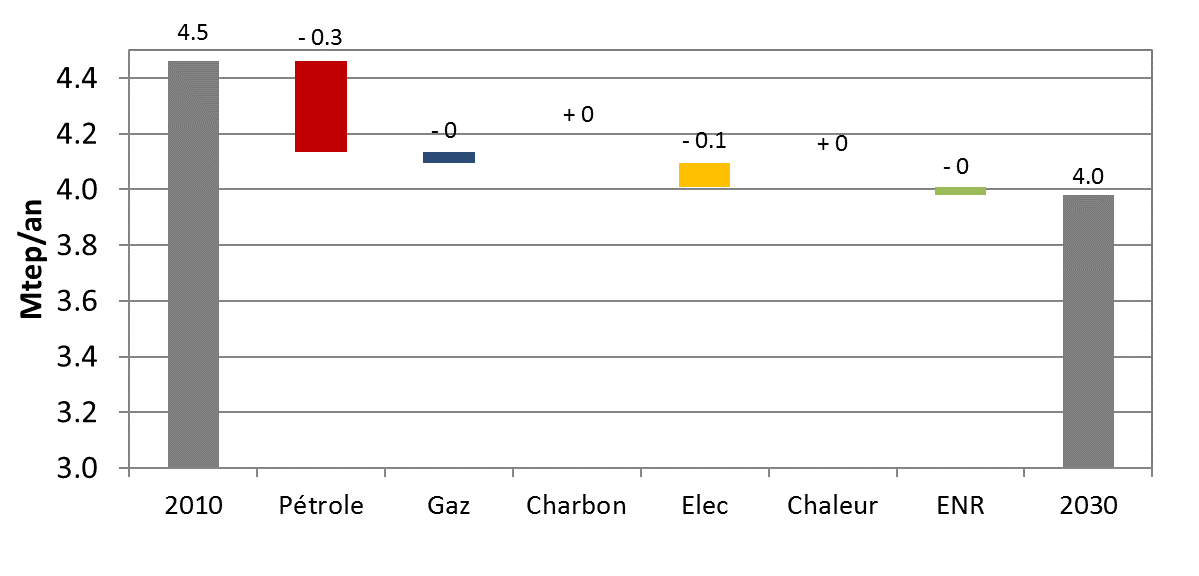 4.5
- 0.3
- 0
+ 0
- 0.1
+ 0
- 0
4.0
4.4
4.2
4.0
3.8
3.6
3.4
3.2
3.0
Mtep/an
2010
Pétrole
Gaz
Charbon
Elec
Chaleur
ENR
2030